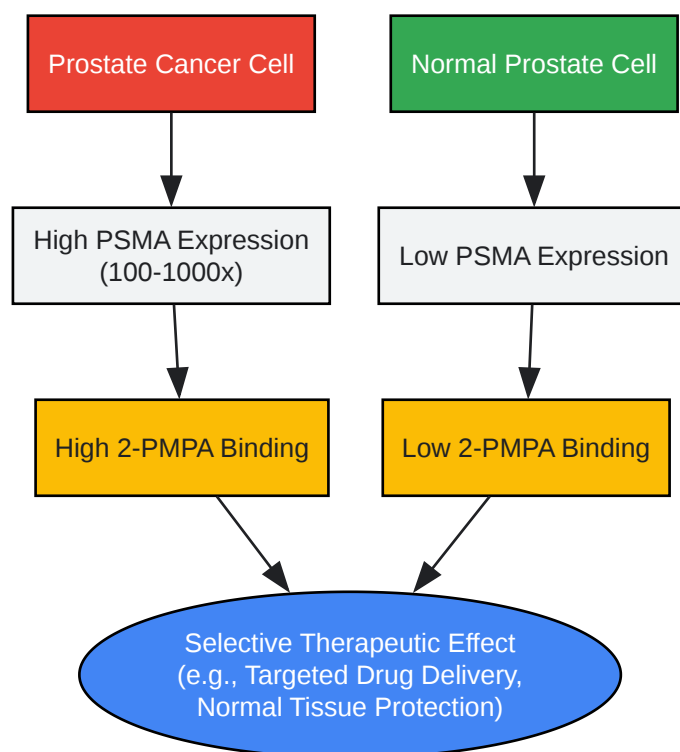 Prostate Cancer Cell
Normal Prostate Cell
High PSMA Expression
(100-1000x)
Low PSMA Expression
High 2-PMPA Binding
Low 2-PMPA Binding
Selective Therapeutic Effect
(e.g., Targeted Drug Delivery,
Normal Tissue Protection)